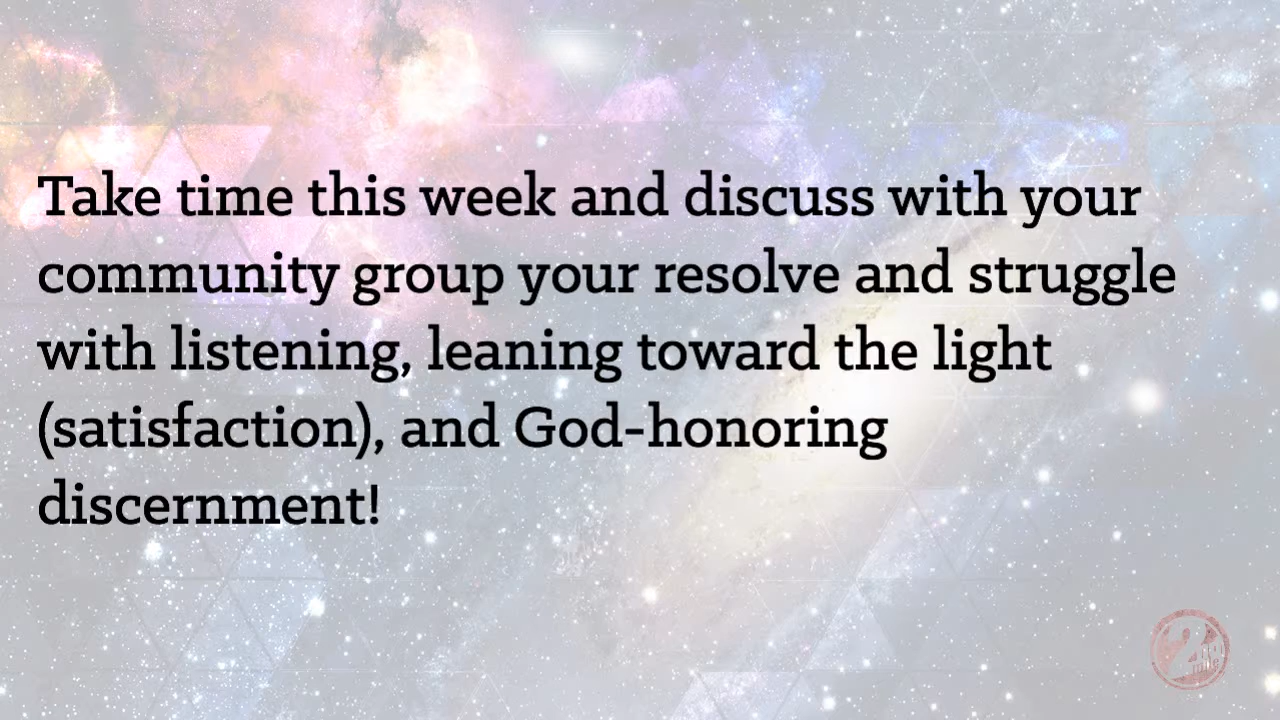 Take time this week and discuss with your
community group your resolve and struggle
with listening, leaning toward the light
(satisfaction), and God-honoring
discernment!
2